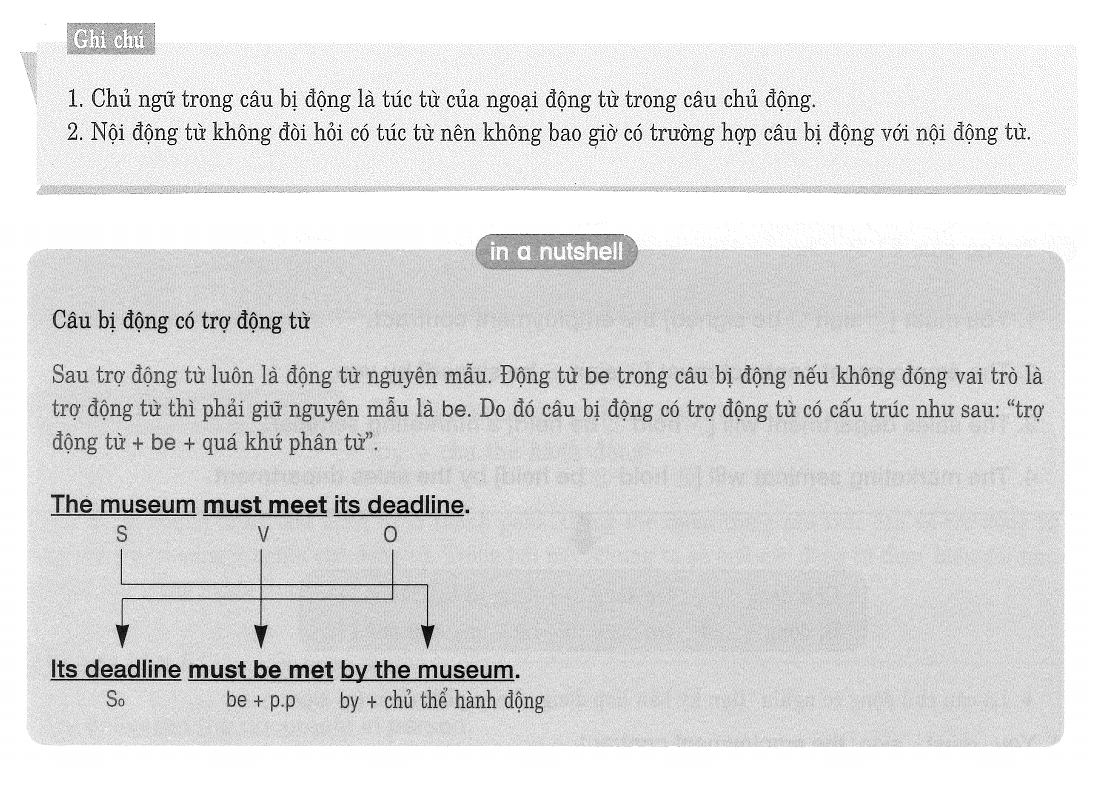 Ghi chú
1. Chủ ngữ trong câu bị động là túc từ của ngoại động từ trong câu chủ động.
2. Nội động từ không đòi hỏi có túc từ nên không bao giờ có trường hợp câu bị động với nội động từ.
in a nutshell
Câu bị động có trợ động từ
Sau trợ động từ luôn là động từ nguyên mẫu. Động từ be trong câu bị động nếu không đóng vai trò là
trợ động từ thì phải giữ nguyên mẫu là be. Do đó câu bị động có trợ động từ có cấu trúc như sau: “trợ
động từ + be + quá khứ phân từ”.
The museum must meet its deadline.
S V O
Its deadline must be met by the museum.
So be + p.p by + chủ thể hành động